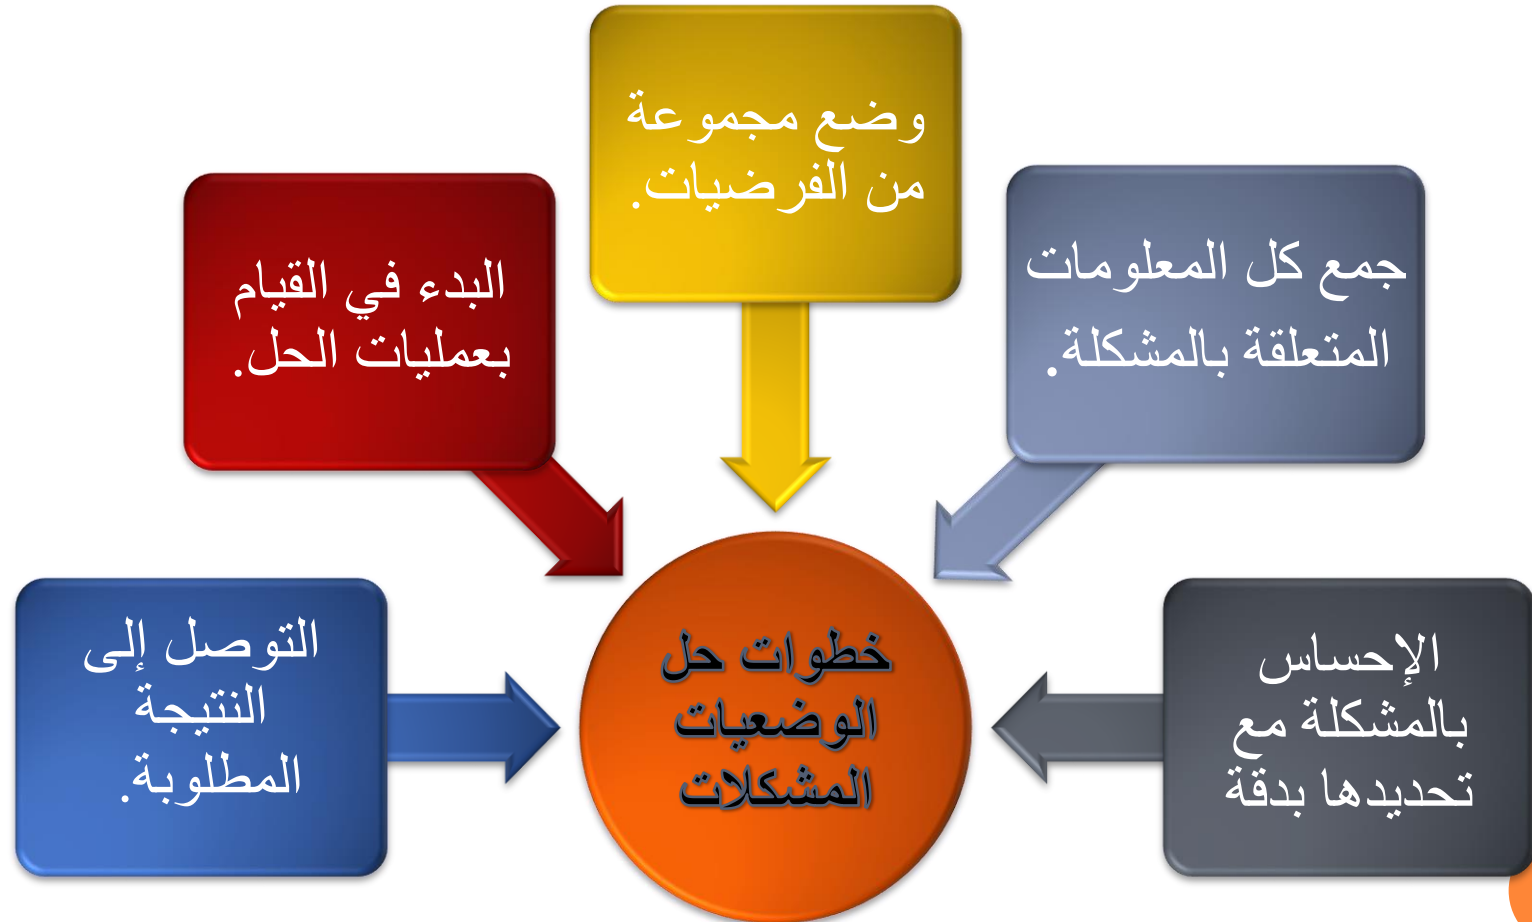 خطوات حل
الوضعيات
المشكلات
الإحساس
بالمشكلة مع
تحديدها بدقة
جمع كل المعلومات
المتعلقة بالمشكلة.
وضع مجموعة
من الفرضيات.
البدء في القيام
بعمليات الحل.
التوصل إلى
النتيجة
المطلوبة.